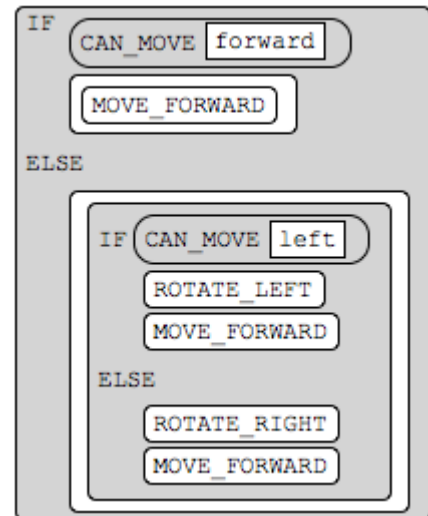 IF
CAN_MOVE forward
MOVE_FORWARD
ELSE
IF CAN_MOVE left
ROTATE_LEFT
MOVE_FORWARD
ELSE
ROTATE_RIGHT
MOVE_FORWARD